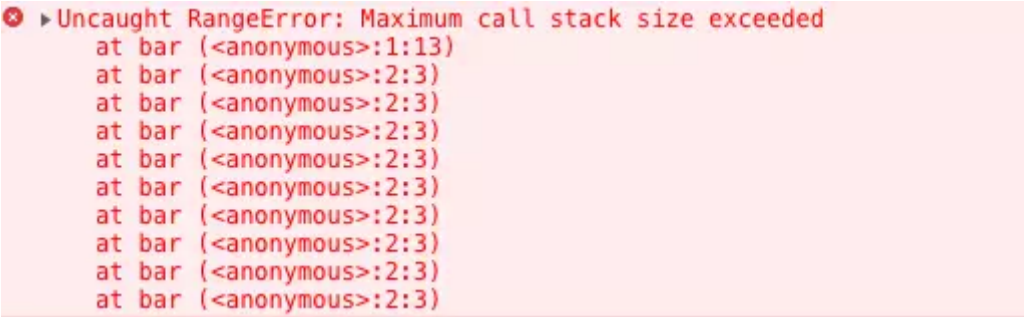 Uncaught RangeError: Maximum call stack size exceeded
at bar (<anonymous>:1:13)
at bar (<anonymous>:2:3)
at bar (<anonymous>:2:3)
at bar (<anonymous>:2:3)
at bar (<anonymous>:2:3)
at bar (<anonymous>:2:3)
at bar (<anonymous>:2:3)
at bar (<anonymous>:2:3)
at bar (<anonymous>:2:3)
at bar (<anonymous>:2:3)